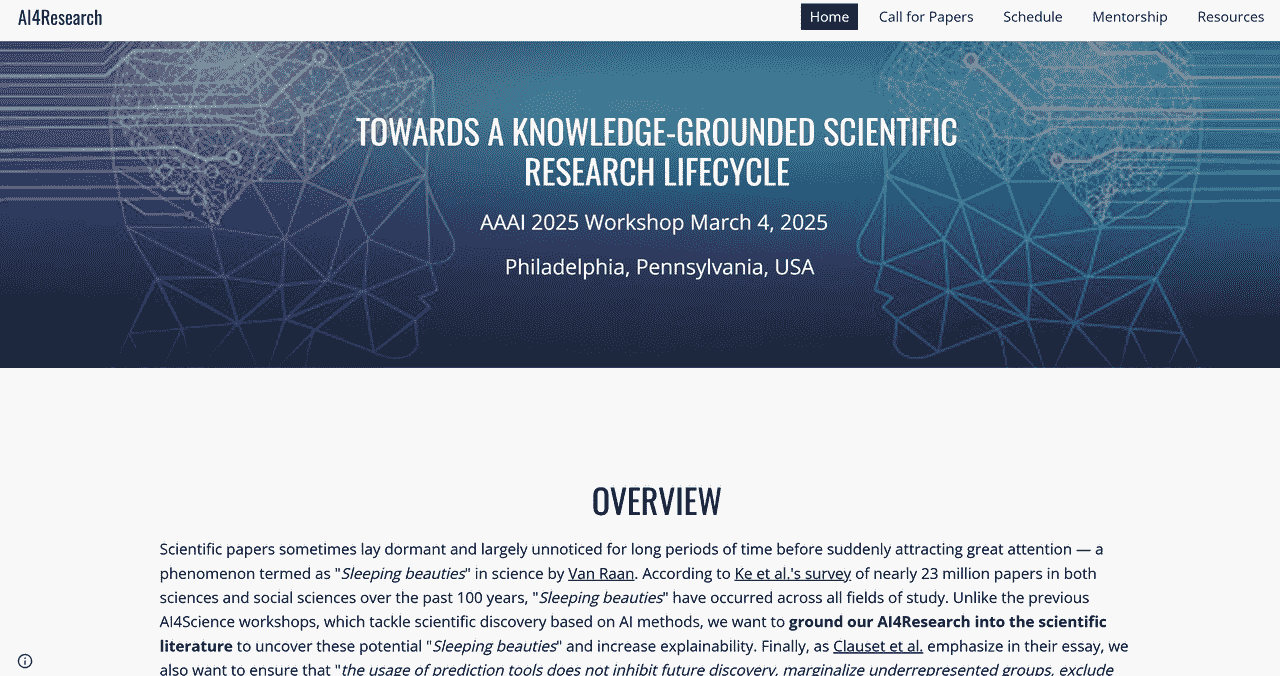 AI4Research
Home Call for Papers Schedule Mentorship Resources
TOWARDS A KNOWLEDGE-GROUNDED SCIENTIFIC
RESEARCH LIFECYCLE
AAAI 2025 Workshop March 4, 2025
Philadelphia, Pennsylvania, USA
OVERVIEW
Scientific papers sometimes lay dormant and largely unnoticed for long periods of time before suddenly attracting great attention — a
phenomenon termed as "Sleeping beauties" in science by Van Raan. According to Ke et al.'s survey of nearly 23 million papers in both
sciences and social sciences over the past 100 years, "Sleeping beauties" have occurred across all fields of study. Unlike the previous
AI4Science workshops, which tackle scientific discovery based on AI methods, we want to ground our AI4Research into the scientific
literature to uncover these potential "Sleeping beauties" and increase explainability. Finally, as Clauset et al. emphasize in their essay, we
also want to ensure that "the usage of prediction tools does not inhibit future discovery, marginalize underrepresented groups, exclude